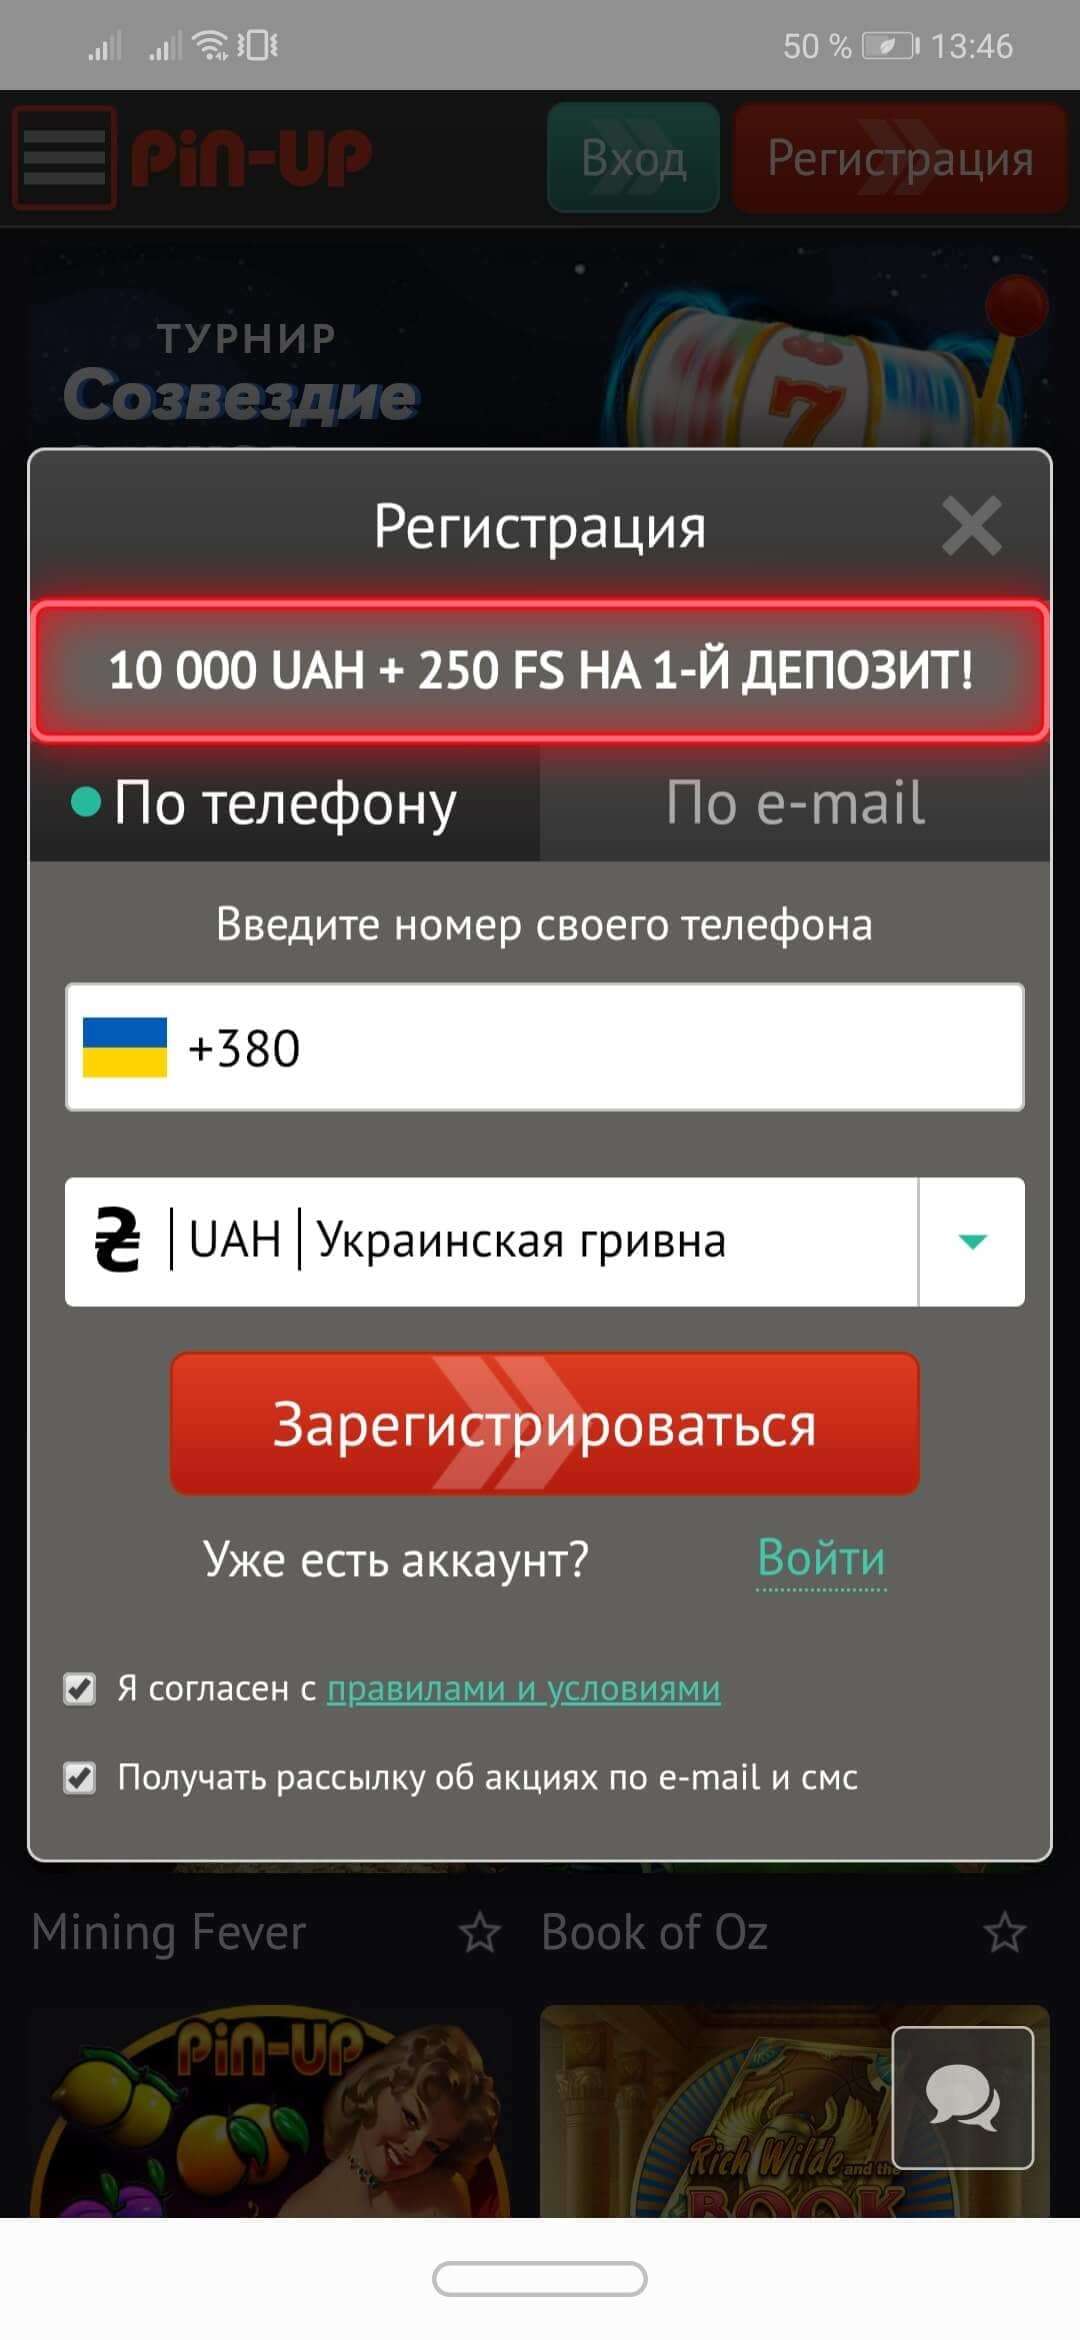 50 % 13:46
PiN-UP Вход Регистрация
ТУРНИР
Созвездие
Регистрация
10 000 UAH + 250 FS НА 1-Й ДЕПОЗИТ!
По телефону По e-mail
Введите номер своего телефона
+380
₴ | UAH | Украинская гривна
Зарегистрироваться
Уже есть аккаунт? Войти
Я согласен с правилами и условиями
Получать рассылку об акциях по e-mail и смс
Mining Fever Book of Oz
PiN-UP
Rich Wilde and the
BOOK